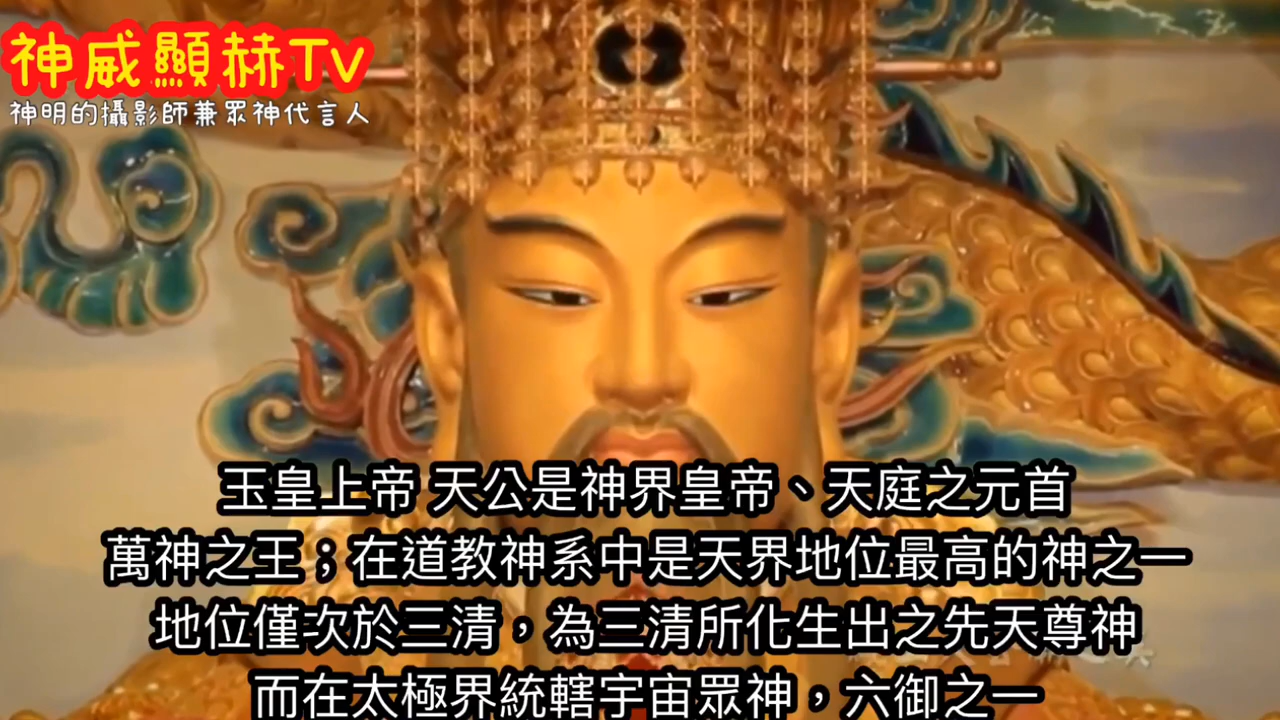 神威顯赫Tv
神明的攝影師兼眾神代言人
玉皇上帝 天公是神界皇帝、天庭之元首
萬神之王；在道教神系中是天界地位最高的神之一
地位僅次於三清，為三清所化生出之先天尊神
而在太極界統轄宇宙眾神，六御之一